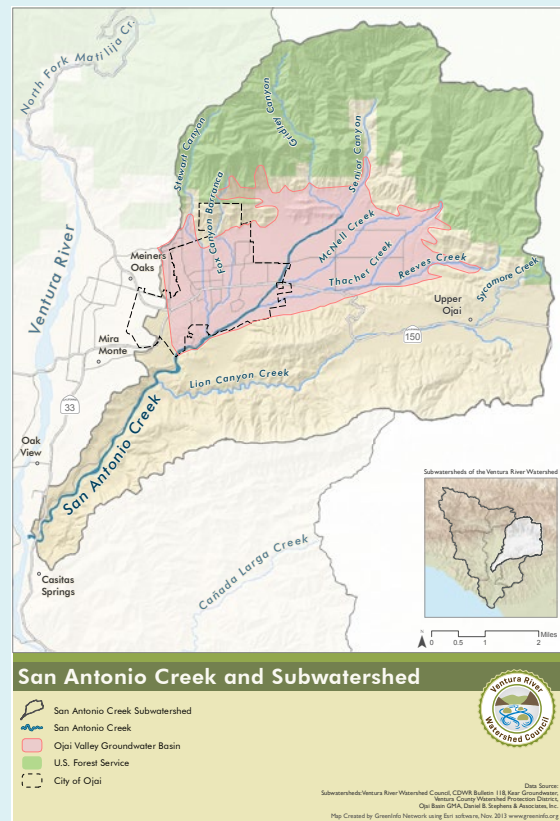 North Fork Matilija Cr.
Stewart Canyon
Gridley Canyon
Senior Canyon
Fox Canyon Barranca
McNell Creek
Thacher Creek
Reeves Creek
Sycamore Creek
Ventura River
Meiners
Oaks
Upper
Ojai
150
Mira
Monte
Lion Canyon Creek
33
San Antonio Creek
Oak
View
Casitas
Springs
Cañada Larga Creek
Subwatersheds of the Ventura River Watershed
N
0 0.5 1 2 Miles
San Antonio Creek and Subwatershed
San Antonio Creek Subwatershed
San Antonio Creek
Ojai Valley Groundwater Basin
U.S. Forest Service
City of Ojai
Ventura River
Watershed Council
Data Source:
Subwatersheds: Ventura River Watershed Council, CDWR Bulletin 118, Kear Groundwater,
Ventura County Watershed Protection District,
Ojai Basin GMA, Daniel B. Stephens & Associates, Inc.
Map Created by GreenInfo Network using Esri software, Nov. 2013 www.greeninfo.org